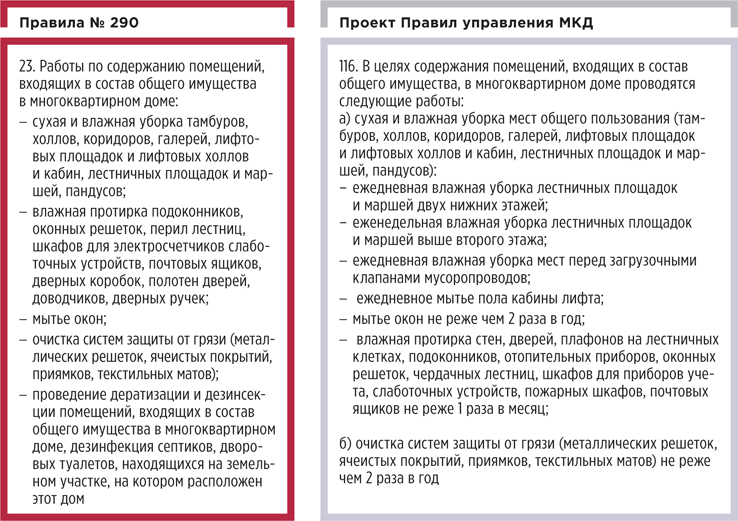 Правила № 290
23. Работы по содержанию помещений,
входящих в состав общего имущества
в многоквартирном доме:
– сухая и влажная уборка тамбуров,
холлов, коридоров, галерей, лифто-
вых площадок и лифтовых холлов
и кабин, лестничных площадок и мар-
шей, пандусов;
– влажная протирка подоконников,
оконных решеток, перил лестниц,
шкафов для электросчетчиков слабо-
точных устройств, почтовых ящиков,
дверных коробок, полотен дверей,
доводчиков, дверных ручек;
– мытье окон;
– очистка систем защиты от грязи (метал-
лических решеток, ячеистых покрытий,
приямков, текстильных матов);
– проведение дератизации и дезинсек-
ции помещений, входящих в состав
общего имущества в многоквартирном
доме, дезинфекция септиков, дворо-
вых туалетов, находящихся на земель-
ном участке, на котором расположен
этот дом
Проект Правил управления МКД
116. В целях содержания помещений, входящих в состав
общего имущества, в многоквартирном доме проводятся
следующие работы:
а) сухая и влажная уборка мест общего пользования (там-
буров, холлов, коридоров, галерей, лифтовых площадок
и лифтовых холлов и кабин, лестничных площадок и мар-
шей, пандусов):
– ежедневная влажная уборка лестничных площадок
и маршей двух нижних этажей;
– еженедельная влажная уборка лестничных площадок
и маршей выше второго этажа;
– ежедневная влажная уборка мест перед загрузочными
клапанами мусоропроводов;
– ежедневное мытье пола кабины лифта;
– мытье окон не реже чем 2 раза в год;
– влажная протирка стен, дверей, плафонов на лестничных
клетках, подоконников, отопительных приборов, оконных
решеток, чердачных лестниц, шкафов для приборов уче-
та, слаботочных устройств, пожарных шкафов, почтовых
ящиков не реже 1 раза в месяц;
б) очистка систем защиты от грязи (металлических решеток,
ячеистых покрытий, приямков, текстильных матов) не реже
чем 2 раза в год